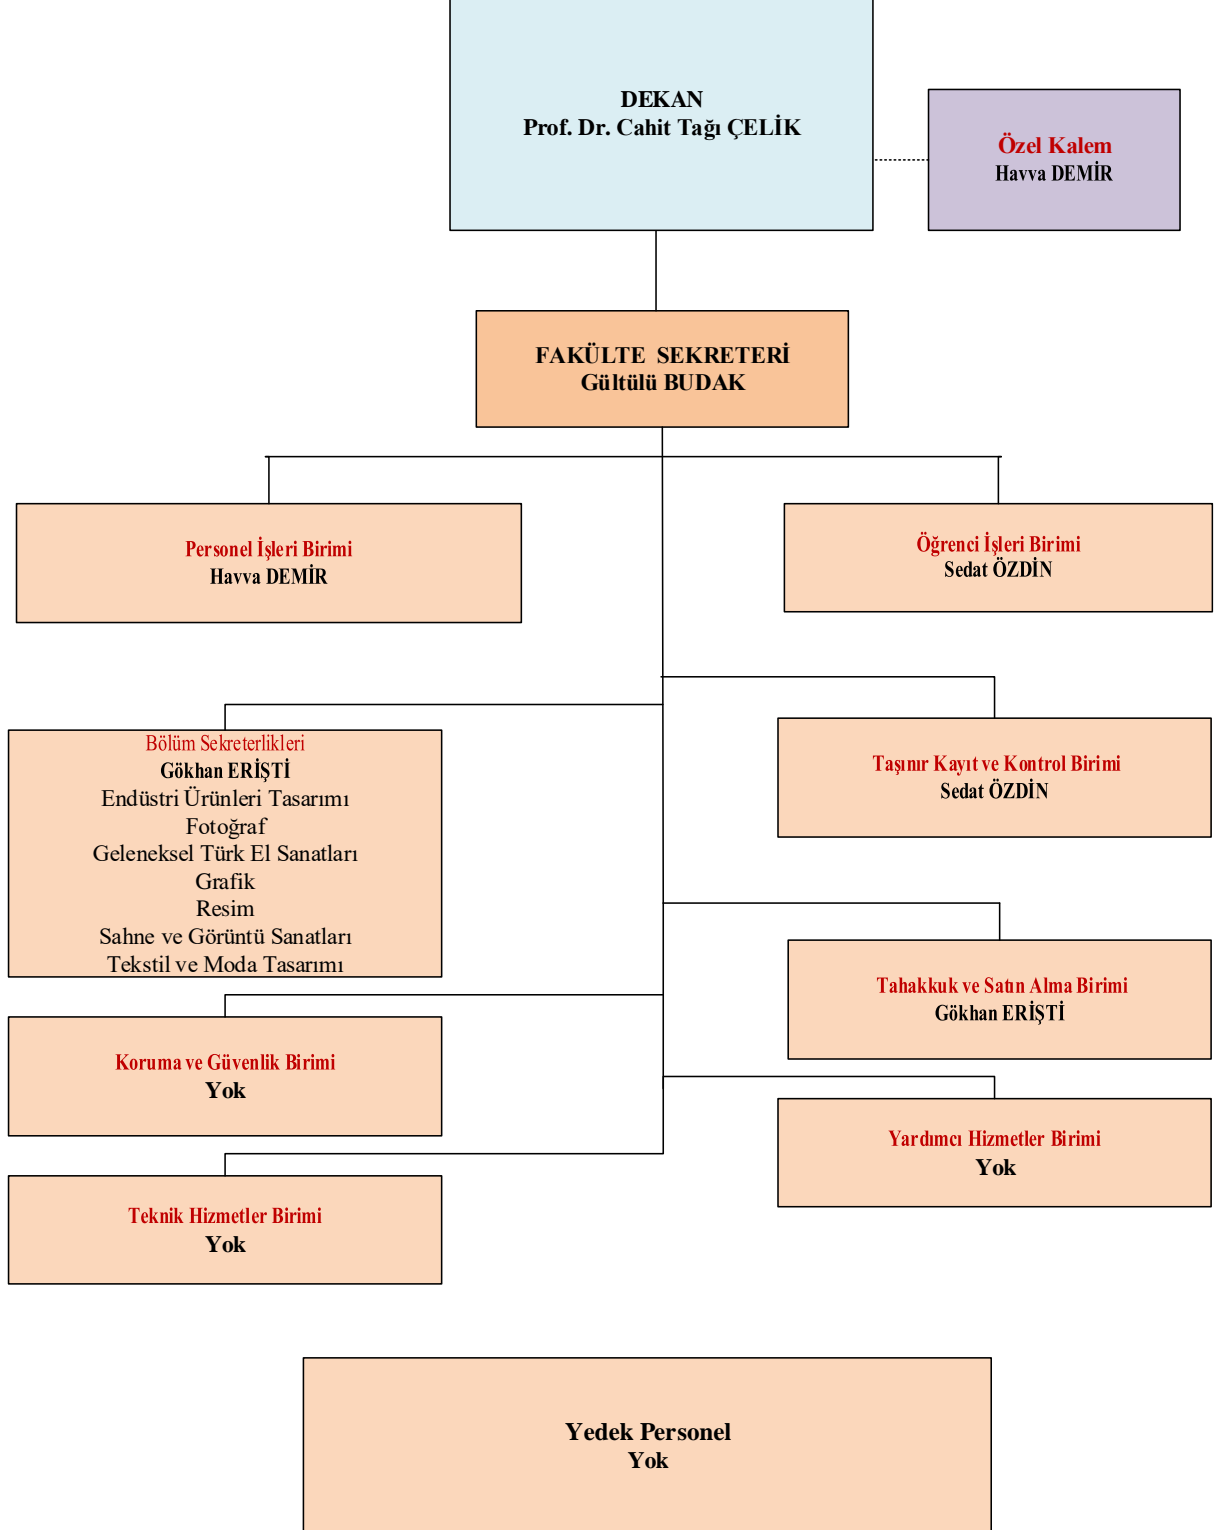 DEKAN
Prof. Dr. Cahit Tağı ÇELİK
Özel Kalem
Havva DEMİR
FAKÜLTE SEKRETERİ
Gültülü BUDAK
Personel İşleri Birimi
Havva DEMİR
Öğrenci İşleri Birimi
Sedat ÖZDİN
Bölüm Sekreterlikleri
Gökhan ERİŞTİ
Endüstri Ürünleri Tasarımı
Fotoğraf
Geleneksel Türk El Sanatları
Grafik
Resim
Sahne ve Görüntü Sanatları
Tekstil ve Moda Tasarımı
Taşınır Kayıt ve Kontrol Birimi
Sedat ÖZDİN
Tahakkuk ve Satın Alma Birimi
Gökhan ERİŞTİ
Koruma ve Güvenlik Birimi
Yok
Yardımcı Hizmetler Birimi
Yok
Teknik Hizmetler Birimi
Yok
Yedek Personel
Yok